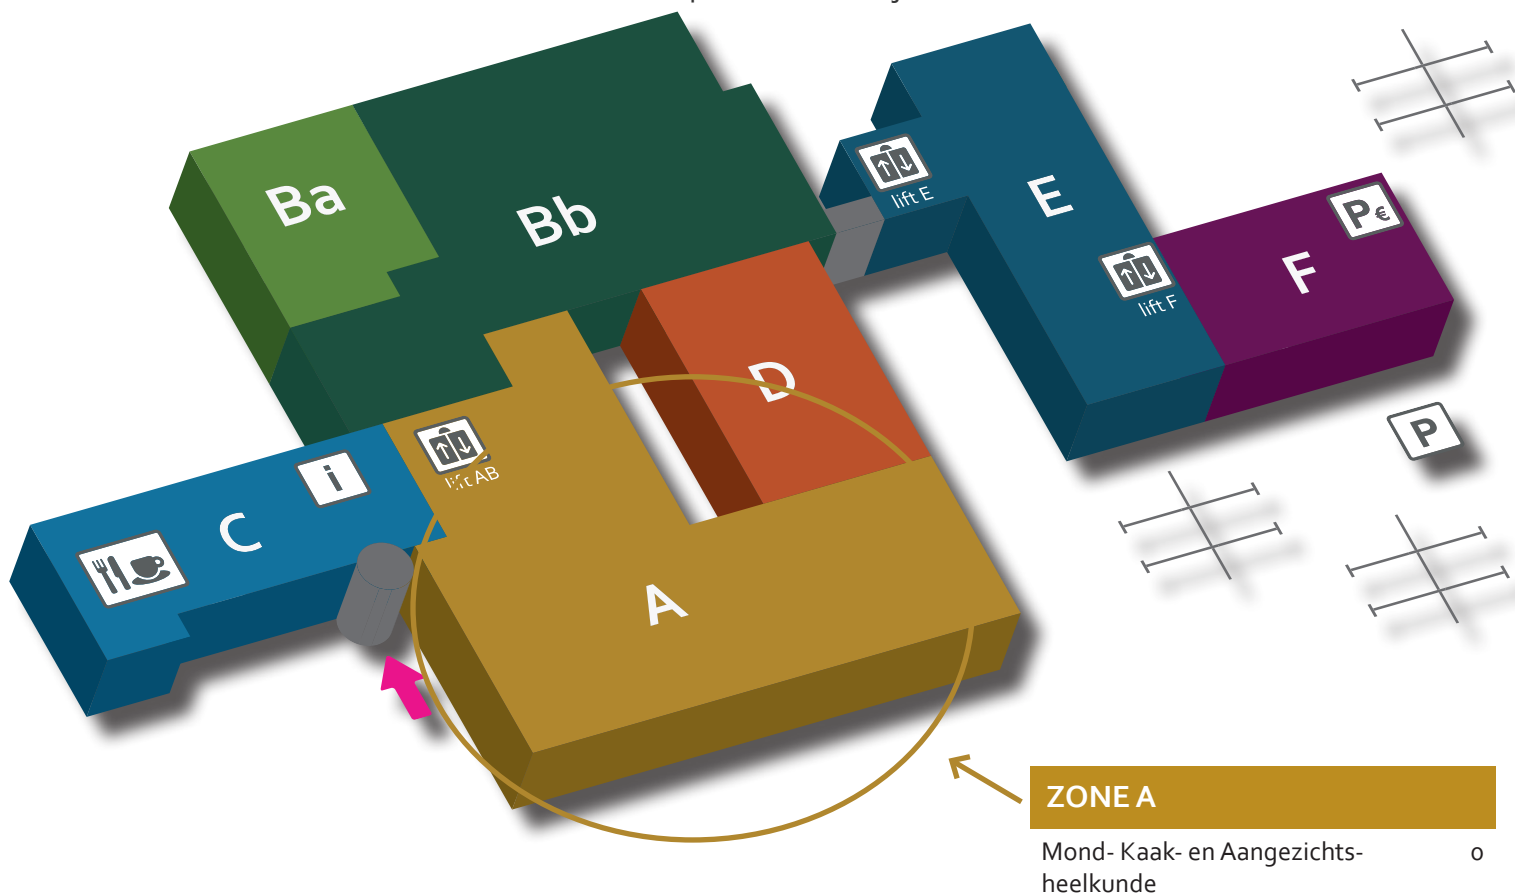 Ba
Bb
lift E
E
P€
F
lift F
D
P
lift AB
i
C
A
ZONE A
Mond- Kaak- en Aangezichts- 0
heelkunde